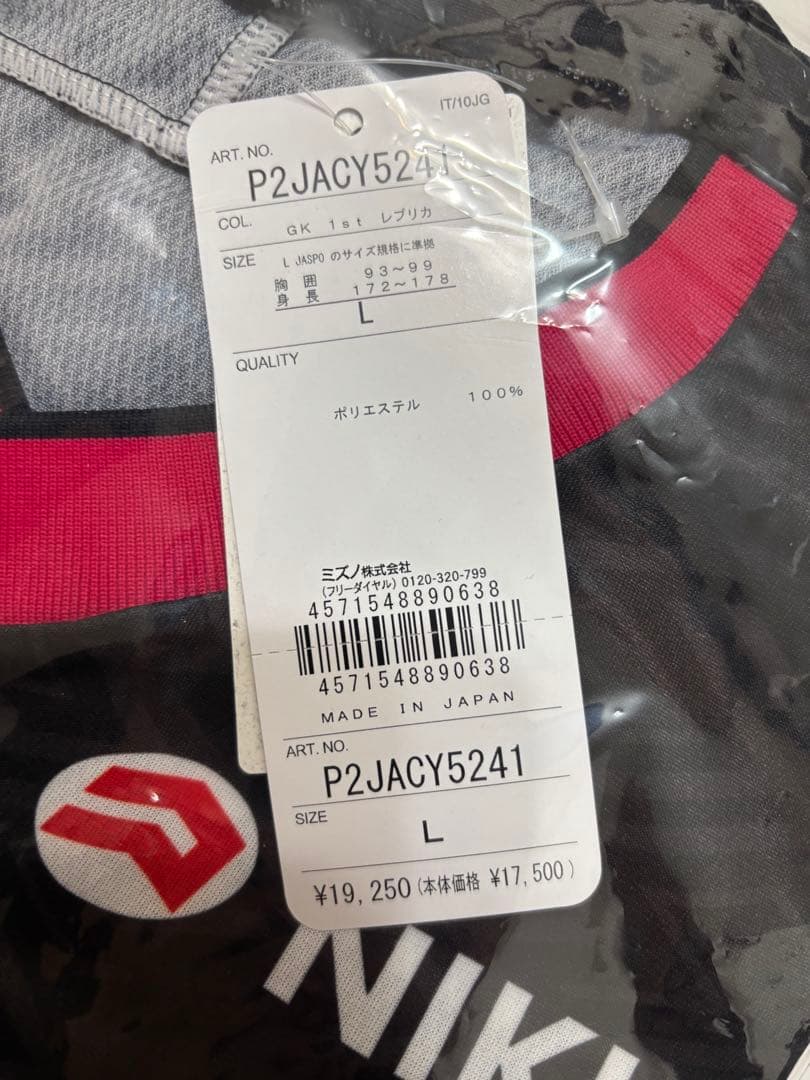 IT/10JG
ART. NO.
P2JACY5241
COL.
GK 1st レプリカ
SIZE
L JASPO のサイズ規格に準拠
胸囲 93～99
身長 172～178
L
QUALITY
ポリエステル 100%
ミズノ株式会社
(フリーダイヤル) 0120-320-799
4571548890638
4571548890638
MADE IN JAPAN
ART. NO.
P2JACY5241
SIZE
L
¥19,250(本体価格 ¥17,500)